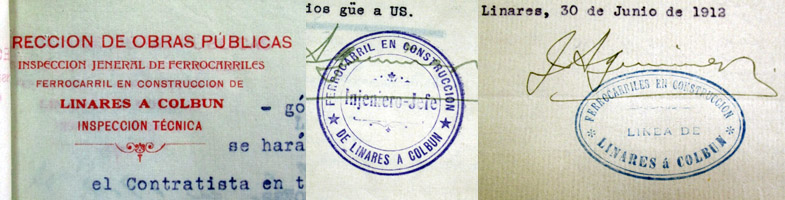 RECCION DE OBRAS PÚBLICAS
INSPECCION JENERAL DE FERROCARRILES
FERROCARRIL EN CONSTRUCCION DE
LINARES A COLBUN
INSPECCION TÉCNICA
– gó
se hará
el Contratista en t
ios güe a US.
FERROCARRIL EN CONSTRUCCION
Injeniero-Jefe
DE LINARES A COLBUN
Linares, 30 de Junio de 1912
FERROCARRILES EN CONSTRUCCION
LINEA DE
LINARES á COLBUN